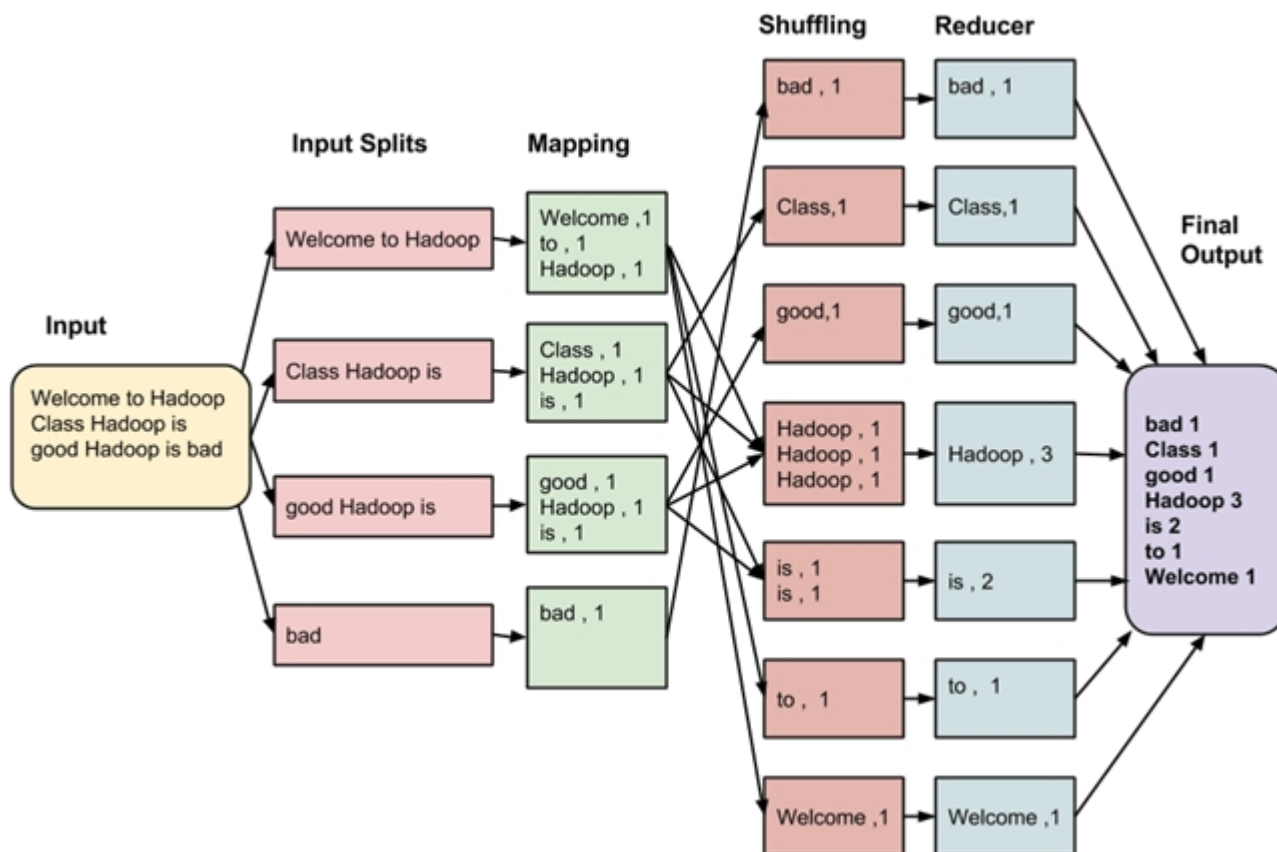 Input
Welcome to Hadoop
Class Hadoop is
good Hadoop is bad
Input Splits
Welcome to Hadoop
Class Hadoop is
good Hadoop is
bad
Mapping
Welcome ,1
to , 1
Hadoop , 1
Class , 1
Hadoop , 1
is , 1
good , 1
Hadoop , 1
is , 1
bad , 1
Shuffling
bad , 1
Class,1
good,1
Hadoop , 1
Hadoop , 1
Hadoop , 1
is , 1
is , 1
to , 1
Welcome ,1
Reducer
bad , 1
Class,1
good,1
Hadoop , 3
is , 2
to , 1
Welcome ,1
Final
Output
bad 1
Class 1
good 1
Hadoop 3
is 2
to 1
Welcome 1